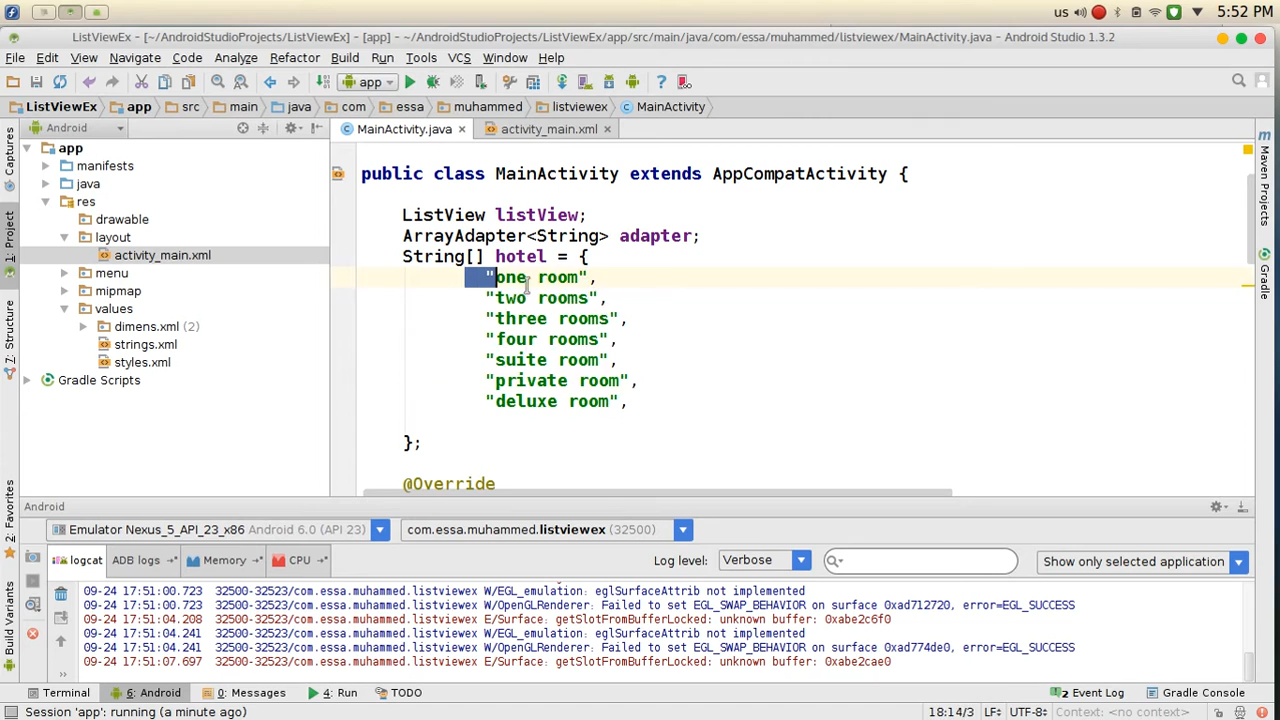 us 5:52 PM
ListViewEx - [~/AndroidStudioProjects/ListViewEx] - [app] - ~/AndroidStudioProjects/ListViewEx/app/src/main/java/com/essa/muhammed/listviewex/MainActivity.java - Android Studio 1.3.2
File Edit View Navigate Code Analyze Refactor Build Run Tools VCS Window Help
app
ListViewEx app src main java com essa muhammed listviewex MainActivity
Android MainActivity.java activity_main.xml
app
manifests
java
res
drawable
layout
activity_main.xml
menu
mipmap
values
dimens.xml (2)
strings.xml
styles.xml
Gradle Scripts
Captures
1: Project
7: Structure
2: Favorites
Build Variants
public class MainActivity extends AppCompatActivity {
ListView listView;
ArrayAdapter<String> adapter;
String[] hotel = {
"one room",
"two rooms",
"three rooms",
"four rooms",
"suite room",
"private room",
"deluxe room",
};
@Override
m
Maven Projects
Gradle
Android
Emulator Nexus_5_API_23_x86 Android 6.0 (API 23) com.essa.muhammed.listviewex (32500)
logcat ADB logs Memory CPU Log level: Verbose Show only selected application
09-24 17:51:00.723 32500-32523/com.essa.muhammed.listviewex W/EGL_emulation: eglSurfaceAttrib not implemented
09-24 17:51:00.723 32500-32523/com.essa.muhammed.listviewex W/OpenGLRenderer: Failed to set EGL_SWAP_BEHAVIOR on surface 0xad712720, error=EGL_SUCCESS
09-24 17:51:04.208 32500-32523/com.essa.muhammed.listviewex E/Surface: getSlotFromBufferLocked: unknown buffer: 0xabe2c6f0
09-24 17:51:04.241 32500-32523/com.essa.muhammed.listviewex W/EGL_emulation: eglSurfaceAttrib not implemented
09-24 17:51:04.241 32500-32523/com.essa.muhammed.listviewex W/OpenGLRenderer: Failed to set EGL_SWAP_BEHAVIOR on surface 0xad774de0, error=EGL_SUCCESS
09-24 17:51:07.697 32500-32523/com.essa.muhammed.listviewex E/Surface: getSlotFromBufferLocked: unknown buffer: 0xabe2cae0
Terminal 6: Android 0: Messages 4: Run TODO 2 Event Log Gradle Console
Session 'app': running (a minute ago) 18:14/3 LF÷ UTF-8÷ Context: <no context>